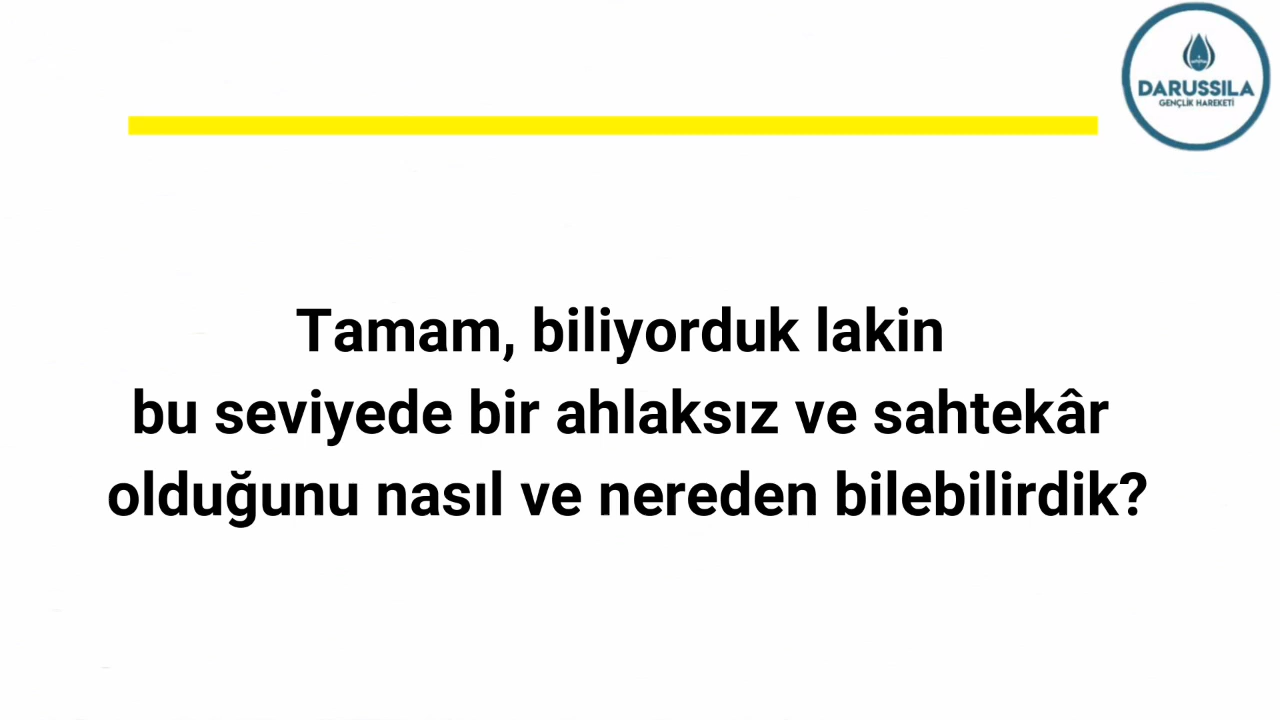 DARUSSILA
GENÇLİK HAREKETİ
Tamam, biliyorduk lakin
bu seviyede bir ahlaksız ve sahtekâr
olduğunu nasıl ve nereden bilebilirdik?